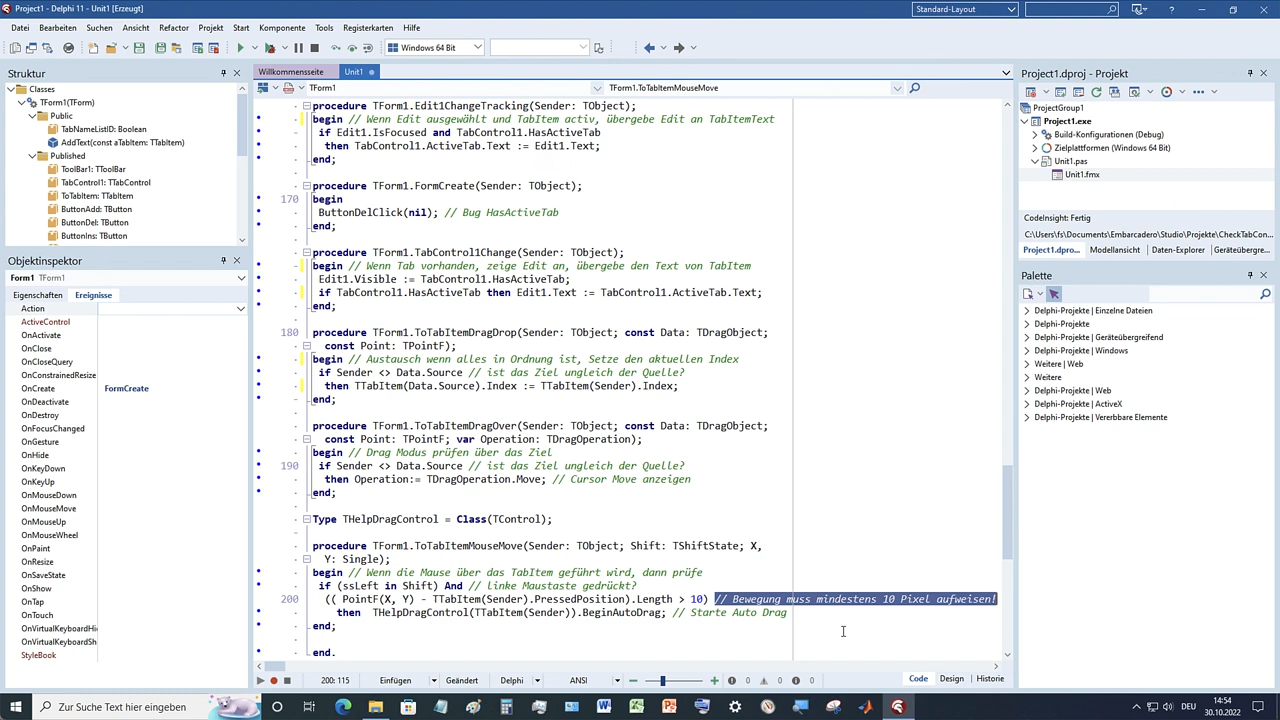 Project1 - Delphi 11 - Unit1 [Erzeugt]
Standard-Layout
Datei Bearbeiten Suchen Ansicht Refactor Projekt Start Komponente Tools Registerkarten Hilfe
Windows 64 Bit
Struktur
Classes
TForm1(TForm)
Public
TabNameListID: Boolean
AddText(const aTabItem: TTabItem)
Published
ToolBar1: TToolBar
TabControl1: TTabControl
ToTabItem: TTabItem
ButtonAdd: TButton
ButtonDel: TButton
ButtonIns: TButton
Objektinspektor
Form1 TForm1
Eigenschaften Ereignisse
Action
ActiveControl
OnActivate
OnClose
OnCloseQuery
OnConstrainedResize
OnCreate FormCreate
OnDeactivate
OnDestroy
OnFocusChanged
OnGesture
OnHide
OnKeyDown
OnKeyUp
OnMouseDown
OnMouseMove
OnMouseUp
OnMouseWheel
OnPaint
OnResize
OnSaveState
OnShow
OnTap
OnTouch
OnVirtualKeyboardHi
OnVirtualKeyboardSh
StyleBook
Willkommensseite Unit1
TForm1 TForm1.ToTabItemMouseMove
procedure TForm1.Edit1ChangeTracking(Sender: TObject);
begin // Wenn Edit ausgewählt und TabItem activ, übergebe Edit an TabItemText
if Edit1.IsFocused and TabControl1.HasActiveTab
then TabControl1.ActiveTab.Text := Edit1.Text;
end;
procedure TForm1.FormCreate(Sender: TObject);
170 begin
ButtonDelClick(nil); // Bug HasActiveTab
end;
procedure TForm1.TabControl1Change(Sender: TObject);
begin // Wenn Tab vorhanden, zeige Edit an, übergebe den Text von TabItem
Edit1.Visible := TabControl1.HasActiveTab;
if TabControl1.HasActiveTab then Edit1.Text := TabControl1.ActiveTab.Text;
end;
180 procedure TForm1.ToTabItemDragDrop(Sender: TObject; const Data: TDragObject;
const Point: TPointF);
begin // Austausch wenn alles in Ordnung ist, Setze den aktuellen Index
if Sender <> Data.Source // ist das Ziel ungleich der Quelle?
then TTabItem(Data.Source).Index := TTabItem(Sender).Index;
end;
procedure TForm1.ToTabItemDragOver(Sender: TObject; const Data: TDragObject;
const Point: TPointF; var Operation: TDragOperation);
begin // Drag Modus prüfen über das Ziel
190 if Sender <> Data.Source // ist das Ziel ungleich der Quelle?
then Operation:= TDragOperation.Move; // Cursor Move anzeigen
end;
Type THelpDragControl = Class(TControl);
procedure TForm1.ToTabItemMouseMove(Sender: TObject; Shift: TShiftState; X,
Y: Single);
begin // Wenn die Mause über das TabItem geführt wird, dann prüfe
if (ssLeft in Shift) And // linke Maustaste gedrückt?
200 (( PointF(X, Y) - TTabItem(Sender).PressedPosition).Length > 10) // Bewegung muss mindestens 10 Pixel aufweisen!
then THelpDragControl(TTabItem(Sender)).BeginAutoDrag; // Starte Auto Drag
end;
end.
200: 115 Einfügen Geändert Delphi ANSI 0 0 0 Code Design Historie
Project1.dproj - Projekt
ProjectGroup1
Project1.exe
Build-Konfigurationen (Debug)
Zielplattformen (Windows 64 Bit)
Unit1.pas
Unit1.fmx
CodeInsight: Fertig
C:\Users\fs\Documents\Embarcadero\Studio\Projekte\CheckTabCon...
Project1.dpro... Modellansicht Daten-Explorer Geräteübergre...
Palette
Delphi-Projekte | Einzelne Dateien
Delphi-Projekte
Delphi-Projekte | Geräteübergreifend
Delphi-Projekte | Windows
Weitere | Web
Weitere
Delphi-Projekte | Web
Delphi-Projekte | ActiveX
Delphi-Projekte | Vererbbare Elemente
Zur Suche Text hier eingeben
DEU
14:54
30.10.2022